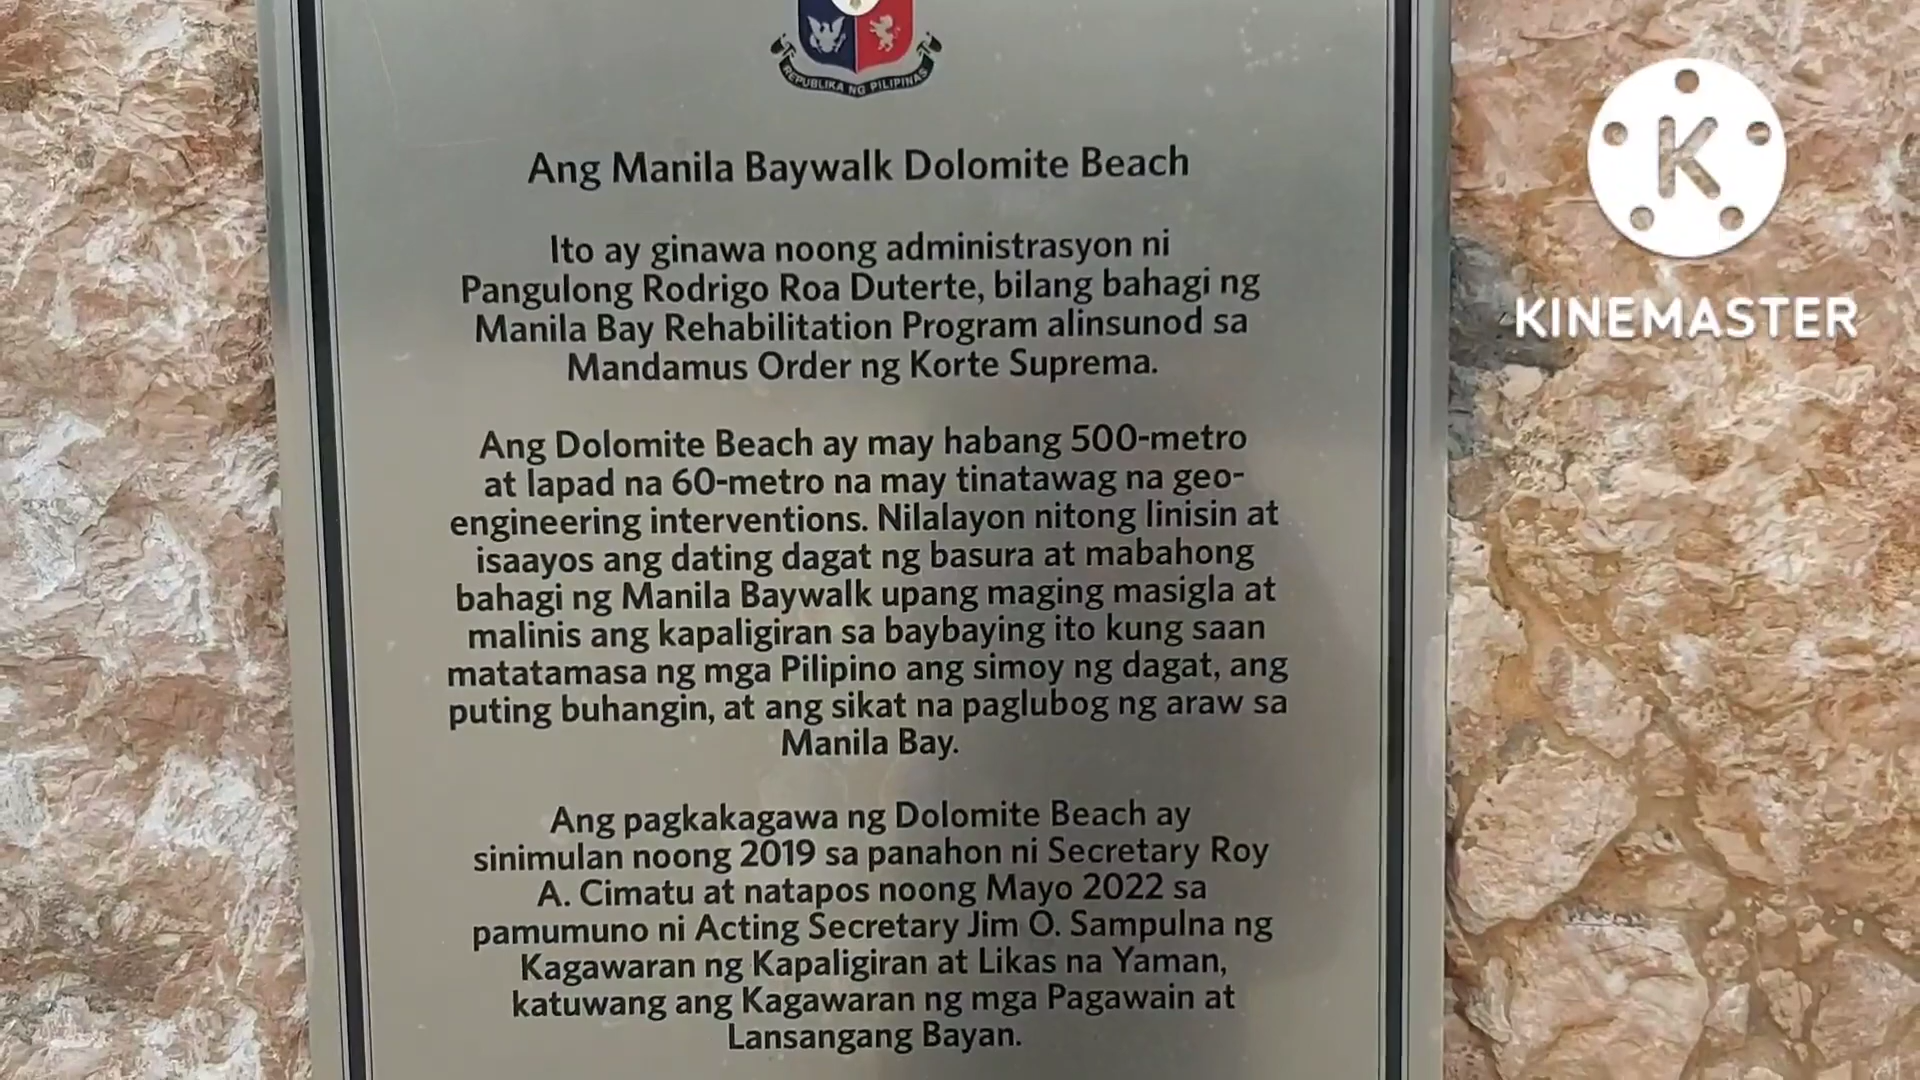 REPUBLIKA NG PILIPINAS
Ang Manila Baywalk Dolomite Beach
Ito ay ginawa noong administrasyon ni
Pangulong Rodrigo Roa Duterte, bilang bahagi ng
Manila Bay Rehabilitation Program alinsunod sa
Mandamus Order ng Korte Suprema.
Ang Dolomite Beach ay may habang 500-metro
at lapad na 60-metro na may tinatawag na geo-
engineering interventions. Nilalayon nitong linisin at
isaayos ang dating dagat ng basura at mabahong
bahagi ng Manila Baywalk upang maging masigla at
malinis ang kapaligiran sa baybaying ito kung saan
matatamasa ng mga Pilipino ang simoy ng dagat, ang
puting buhangin, at ang sikat na paglubog ng araw sa
Manila Bay.
Ang pagkakagawa ng Dolomite Beach ay
sinimulan noong 2019 sa panahon ni Secretary Roy
A. Cimatu at natapos noong Mayo 2022 sa
pamumuno ni Acting Secretary Jim O. Sampulna ng
Kagawaran ng Kapaligiran at Likas na Yaman,
katuwang ang Kagawaran ng mga Pagawain at
Lansangang Bayan.
K
KINEMASTER